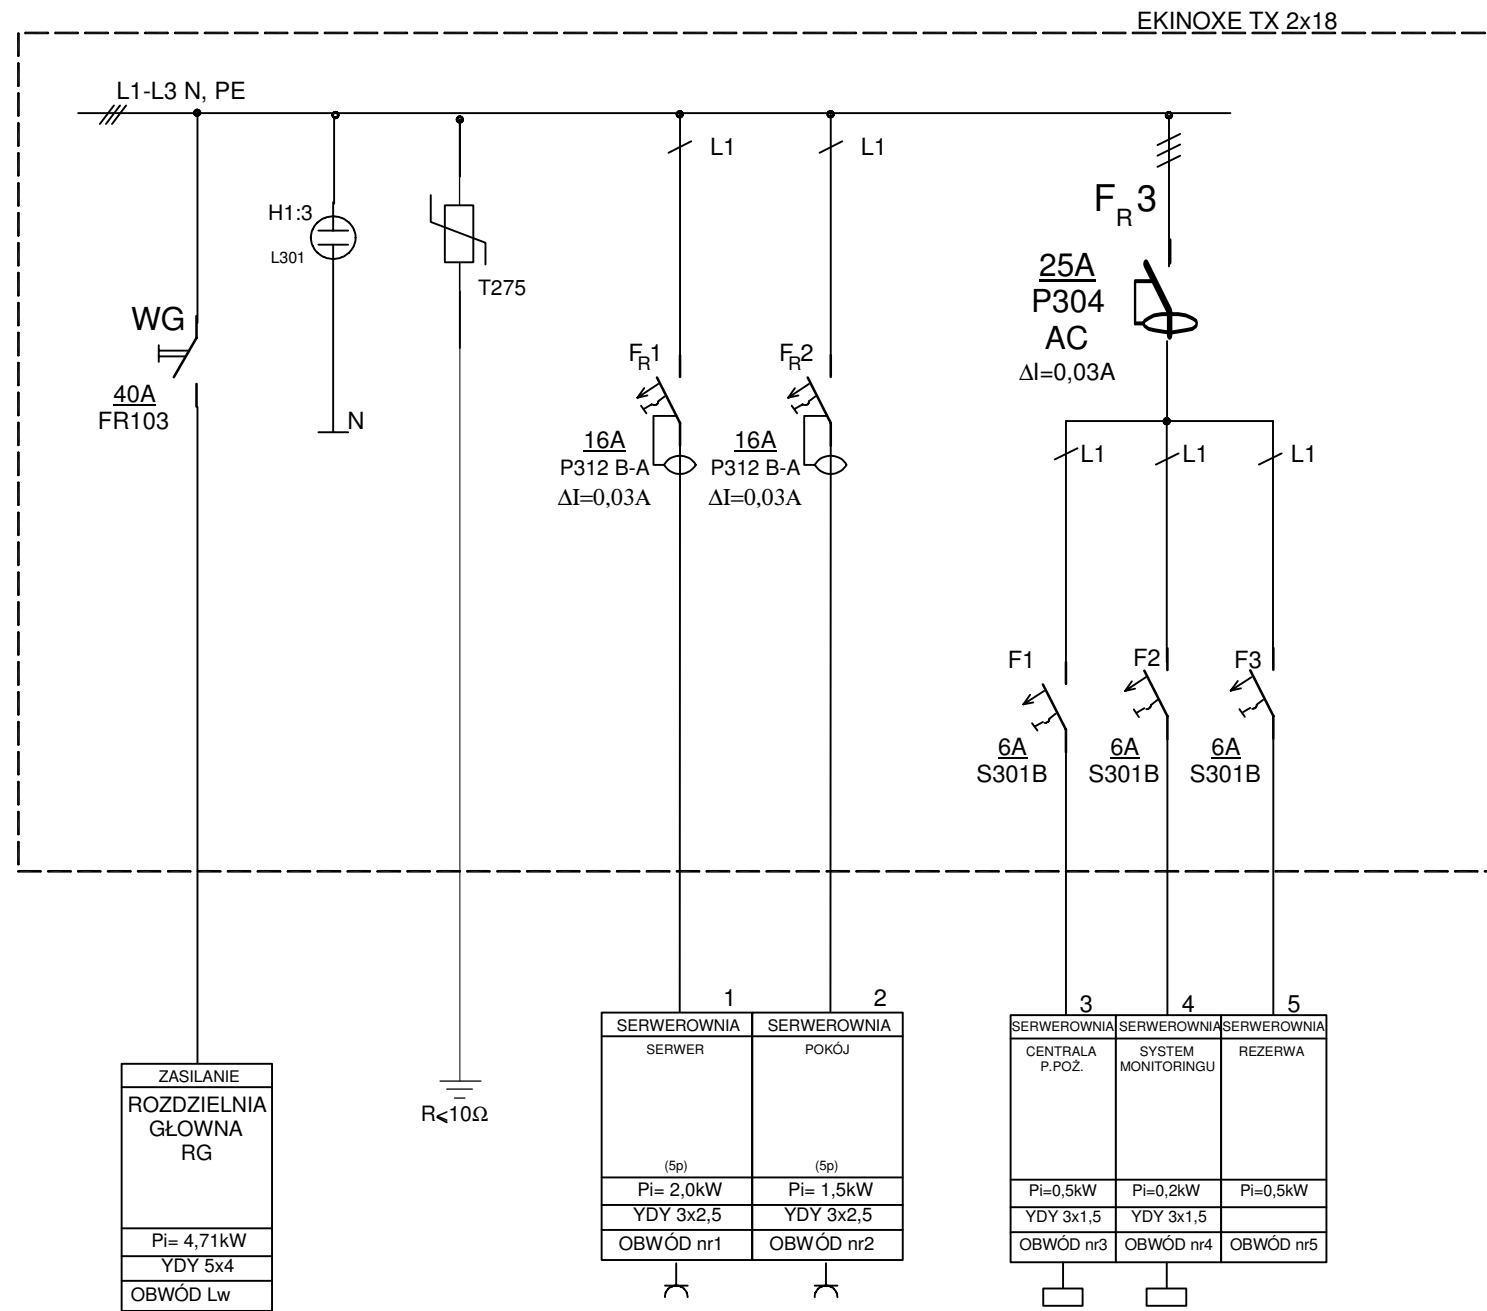 EKINOXE TX 2x18
L1-L3 N, PE
L1
L1
H1:3
L301
T275
WG
40A
FR103
N
FR1
16A
P312 B-A
ΔI=0,03A
FR2
16A
P312 B-A
ΔI=0,03A
FR3
25A
P304
AC
ΔI=0,03A
L1
L1
L1
F1
6A
S301B
F2
6A
S301B
F3
6A
S301B
ZASILANIE
ROZDZIELNIA
GŁOWNA
RG
Pi= 4,71kW
YDY 5x4
OBWÓD Lw
R⩽10Ω
1
SERWEROWNIA
SERWER
(5p)
Pi= 2,0kW
YDY 3x2,5
OBWÓD nr1
2
SERWEROWNIA
POKÓJ
(5p)
Pi= 1,5kW
YDY 3x2,5
OBWÓD nr2
3
SERWEROWNIA
CENTRALA
P.POŻ.
Pi=0,5kW
YDY 3x1,5
OBWÓD nr3
4
SERWEROWNIA
SYSTEM
MONITORINGU
Pi=0,2kW
YDY 3x1,5
OBWÓD nr4
5
SERWEROWNIA
REZERWA
Pi=0,5kW
OBWÓD nr5